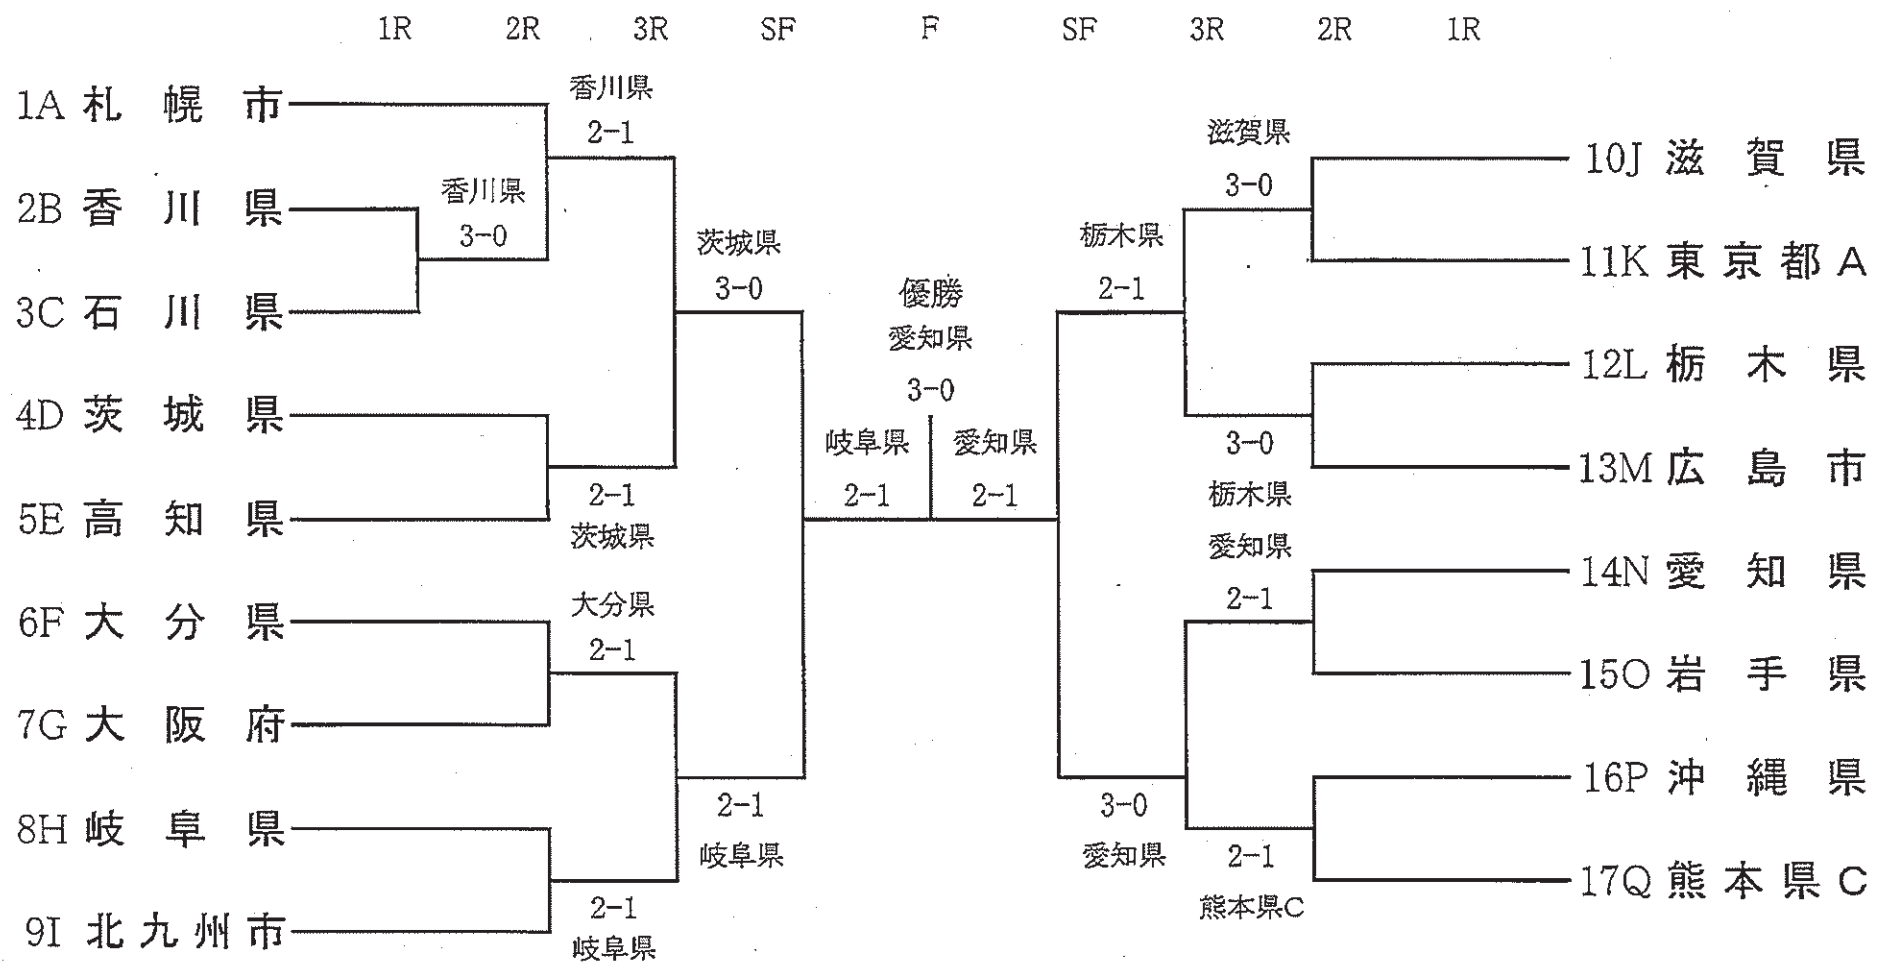 1R 2R 3R SF F SF 3R 2R 1R
1A 札幌市
2B 香川県
3C 石川県
4D 茨城県
5E 高知県
6F 大分県
7G 大阪府
8H 岐阜県
9I 北九州市
香川県
3-0
香川県
2-1
2-1
茨城県
大分県
2-1
2-1
岐阜県
茨城県
3-0
2-1
岐阜県
岐阜県
2-1
優勝
愛知県
3-0
愛知県
2-1
栃木県
2-1
3-0
愛知県
滋賀県
3-0
3-0
栃木県
愛知県
2-1
2-1
熊本県C
10J 滋賀県
11K 東京都A
12L 栃木県
13M 広島市
14N 愛知県
15O 岩手県
16P 沖縄県
17Q 熊本県C